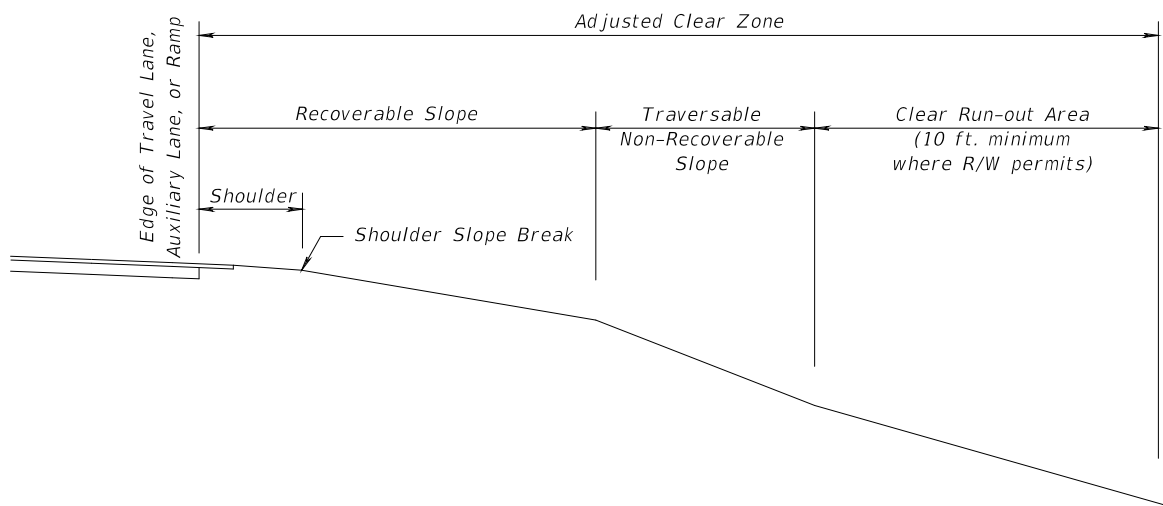 Adjusted Clear Zone
Edge of Travel Lane,
Auxiliary Lane, or Ramp
Recoverable Slope
Traversable
Non-Recoverable
Slope
Clear Run-out Area
(10 ft. minimum
where R/W permits)
Shoulder
Shoulder Slope Break